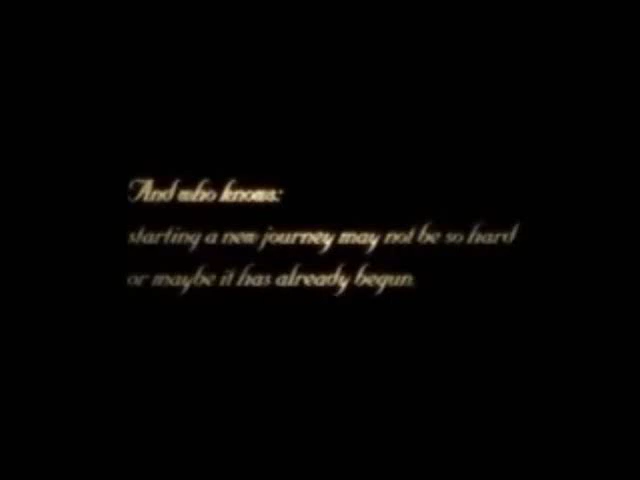 And who knows:
starting a new journey may not be so hard
or maybe it has already begun.